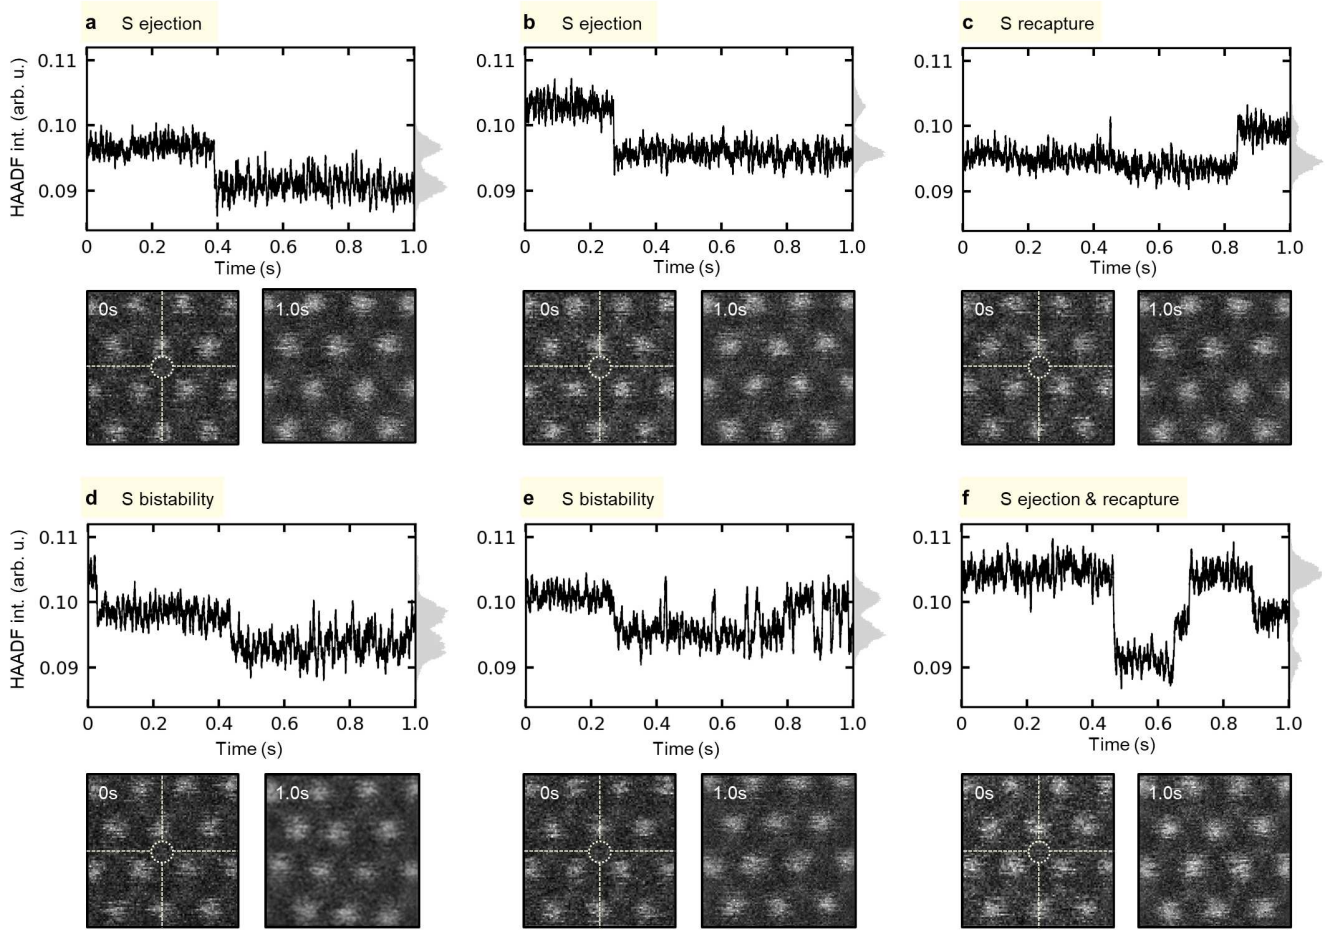 a S ejection
b S ejection
c S recapture
HAADF int. (arb. u.)
0.11
0.10
0.09
0 0.2 0.4 0.6 0.8 1.0
Time (s)
0.11
0.10
0.09
0 0.2 0.4 0.6 0.8 1.0
Time (s)
0.11
0.10
0.09
0 0.2 0.4 0.6 0.8 1.0
Time (s)
0s
1.0s
0s
1.0s
0s
1.0s
d S bistability
e S bistability
f S ejection & recapture
HAADF int. (arb. u.)
0.11
0.10
0.09
0 0.2 0.4 0.6 0.8 1.0
Time (s)
0.11
0.10
0.09
0 0.2 0.4 0.6 0.8 1.0
Time (s)
0.11
0.10
0.09
0 0.2 0.4 0.6 0.8 1.0
Time (s)
0s
1.0s
0s
1.0s
0s
1.0s